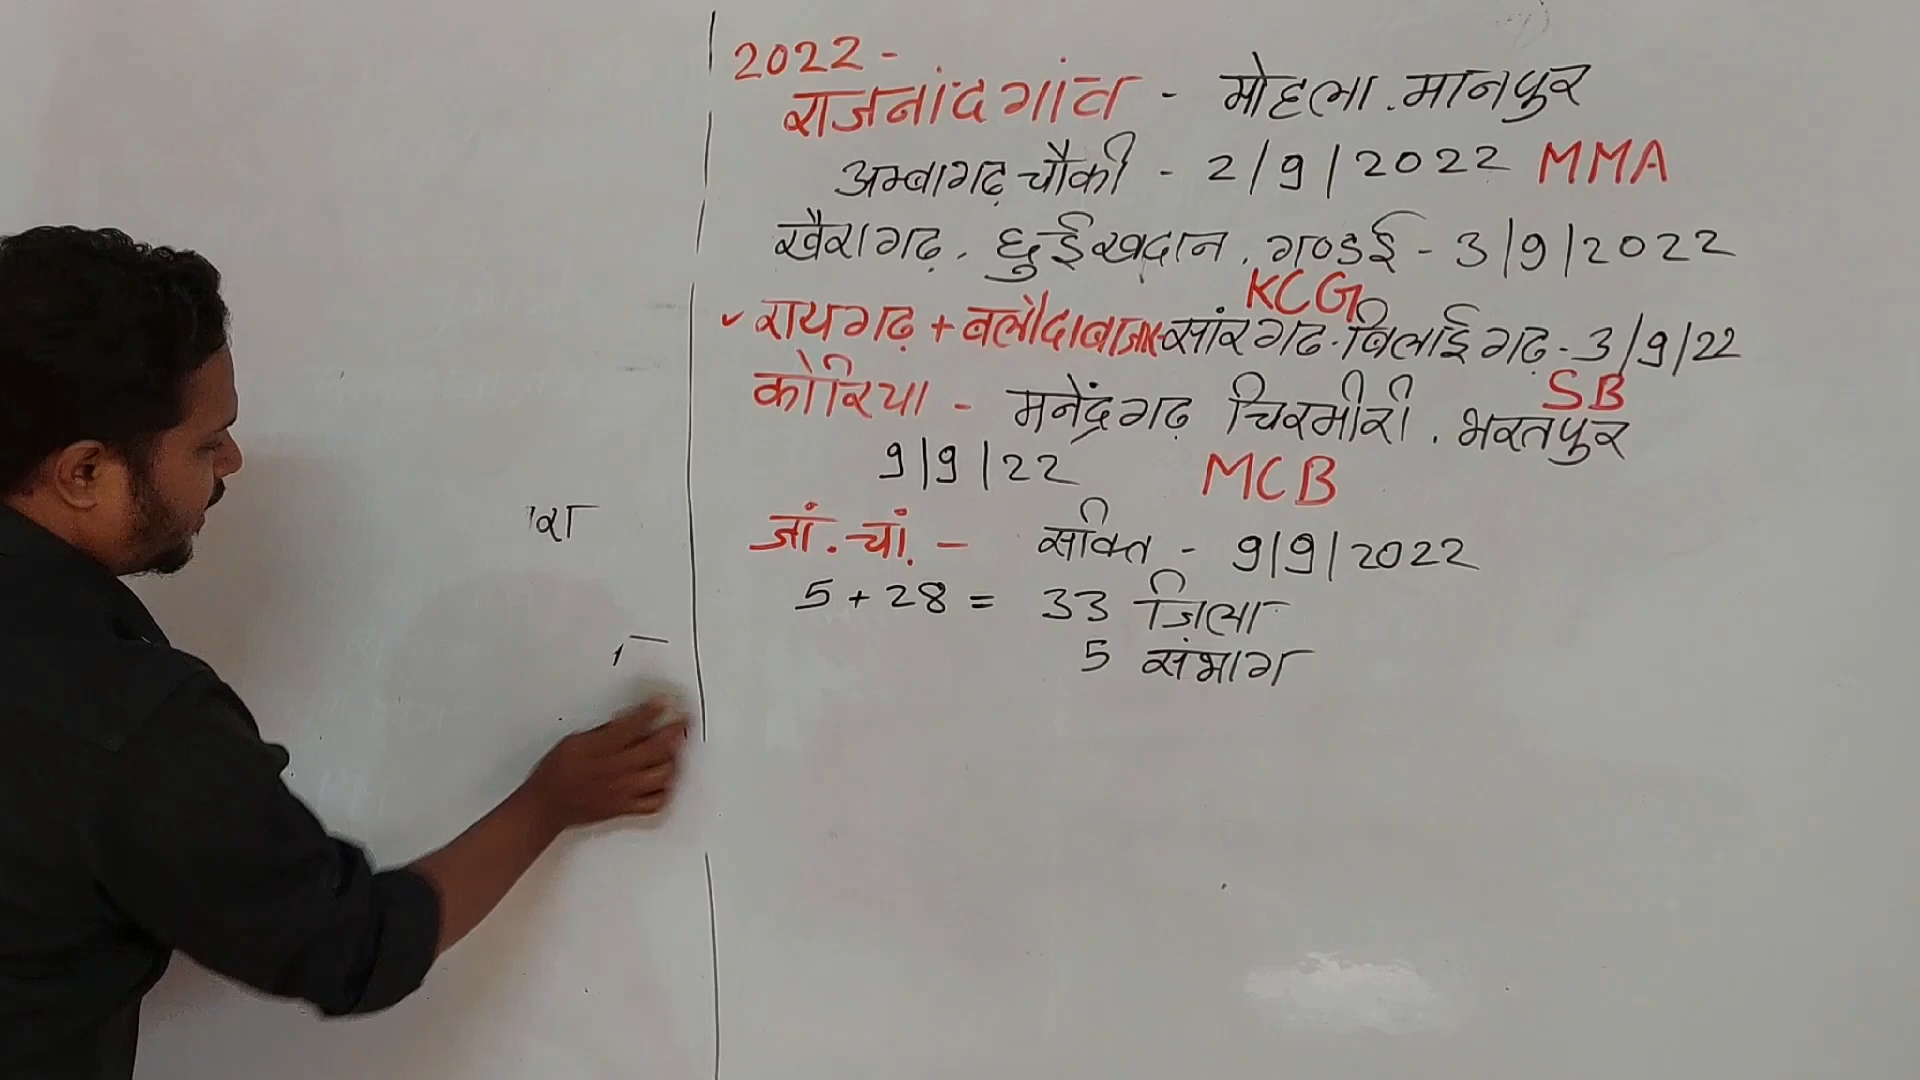 2022 -
राजनांदगांव - मोहला . मानपुर
अम्बागढ़ चौकी - 2/9/2022 MMA
खैरागढ़ . छुईखदान . गण्डई - 3/9/2022
KCG
✓ रायगढ़ + बलौदाबाजार सांरगढ - बिलाईगढ़ - 3/9/22
SB
कोरिया - मनेंद्रगढ़ चिरमीरी . भरतपुर
9/9/22 MCB
जां . चां . - सक्ति - 9/9/2022
5 + 28 = 33 जिला
5 संभाग